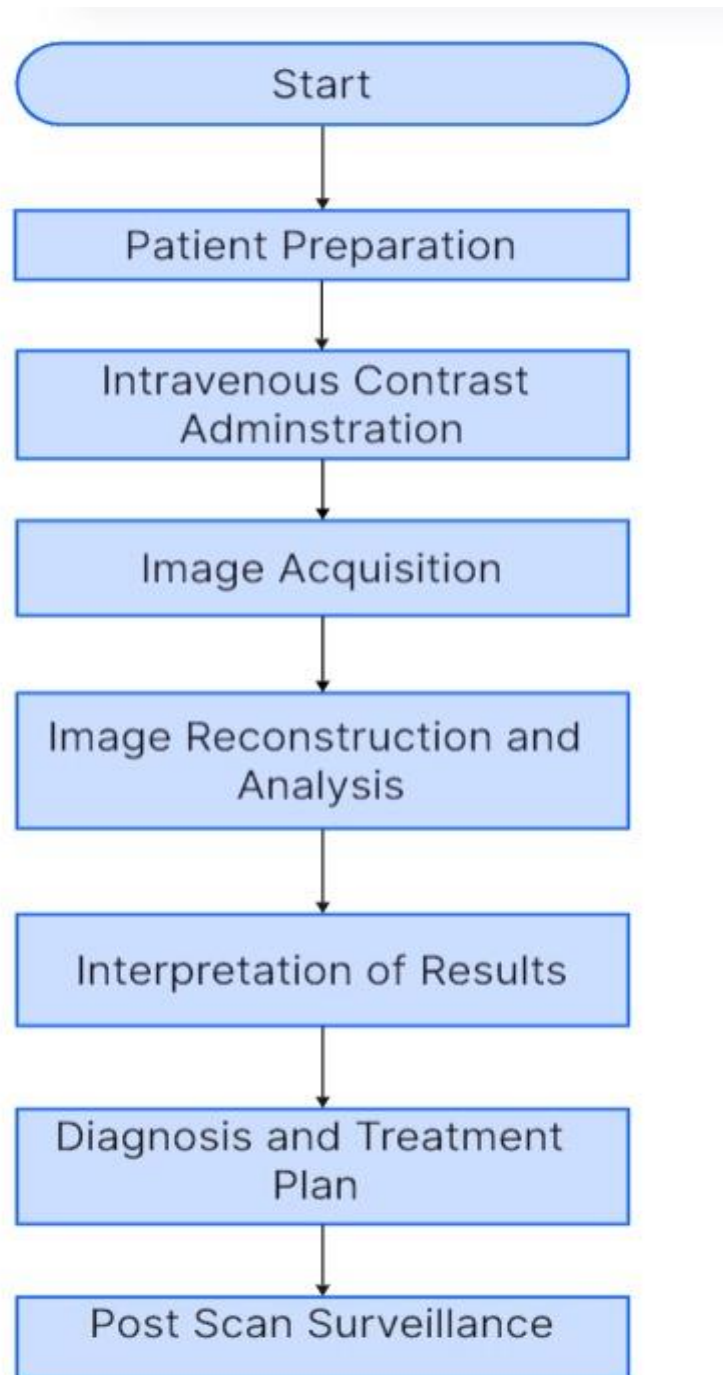 Start
Patient Preparation
Intravenous Contrast
Adminstration
Image Acquisition
Image Reconstruction and
Analysis
Interpretation of Results
Diagnosis and Treatment
Plan
Post Scan Surveillance